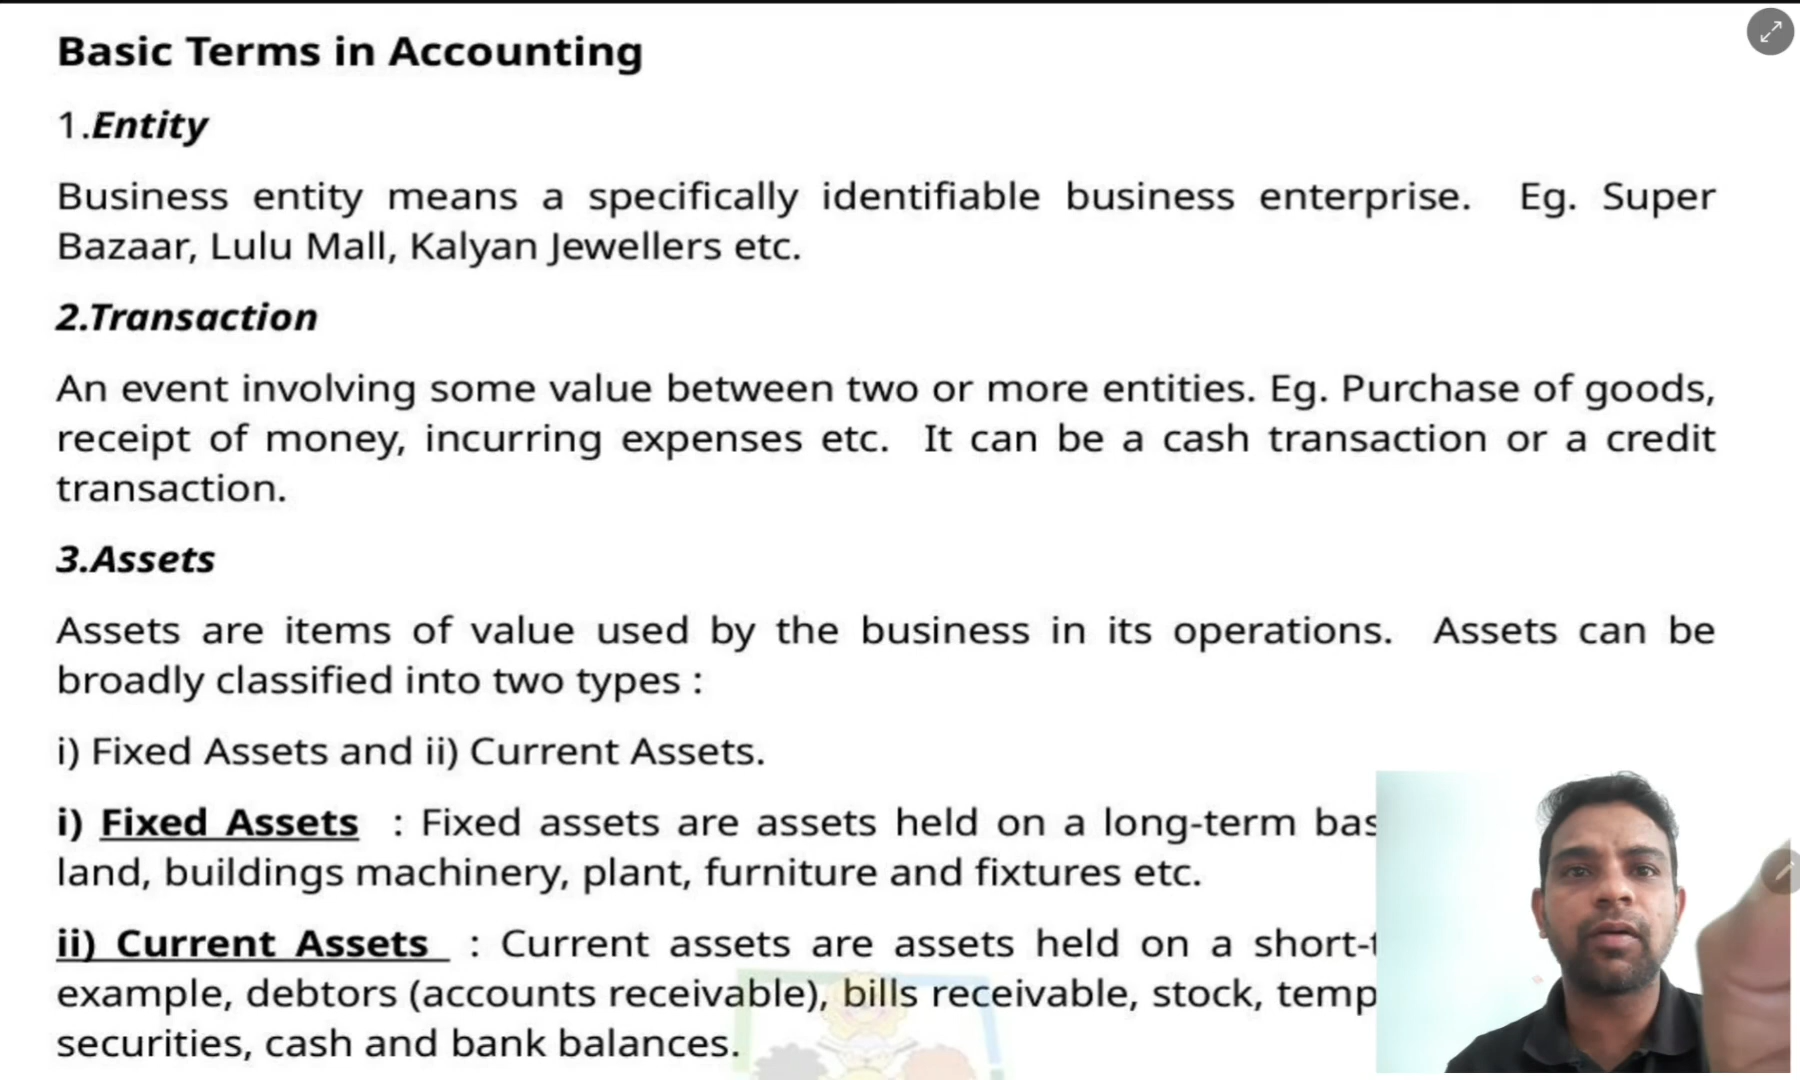 Basic Terms in Accounting
1.Entity
Business entity means a specifically identifiable business enterprise. Eg. Super
Bazaar, Lulu Mall, Kalyan Jewellers etc.
2.Transaction
An event involving some value between two or more entities. Eg. Purchase of goods,
receipt of money, incurring expenses etc. It can be a cash transaction or a credit
transaction.
3.Assets
Assets are items of value used by the business in its operations. Assets can be
broadly classified into two types :
i) Fixed Assets and ii) Current Assets.
i) Fixed Assets : Fixed assets are assets held on a long-term
land, buildings machinery, plant, furniture and fixtures etc.
ii) Current Assets : Current assets are assets held on a
example, debtors (accounts receivable), bills receivable, stock,
securities, cash and bank balances.